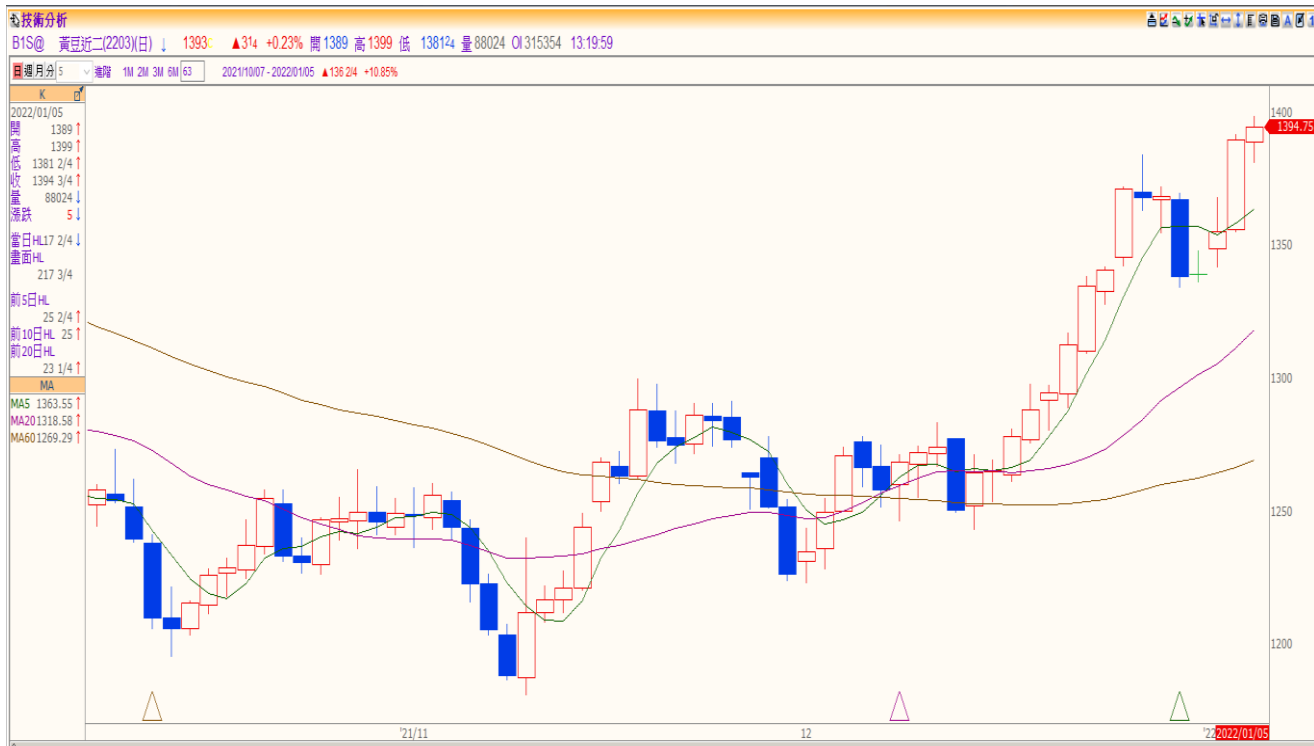 技術分析
B1S@ 黃豆近二(2203)(日) ↓ 1393 ▲3 1/4 +0.23% 開 1389 高 1399 低 1381 2/4 量 88024 OI 315354 13:19:59
日 週 月 分 5 進階 1M 2M 3M 6M 63 2021/10/07 - 2022/01/05 ▲136 2/4 +10.85%
K
2022/01/05
開 1389 ↑
高 1399 ↑
低 1381 2/4 ↑
收 1394 3/4 ↑
量 88024 ↓
漲跌 5 ↓
當日HL 17 2/4 ↓
畫面HL
217 3/4
前5日HL
25 2/4 ↑
前10日HL 25 ↑
前20日HL
23 1/4 ↑
MA
MA5 1363.55 ↑
MA20 1318.58 ↑
MA60 1269.29 ↑
1400
1394.75
1350
1300
1250
1200
'21/11
12
'22
2022/01/05